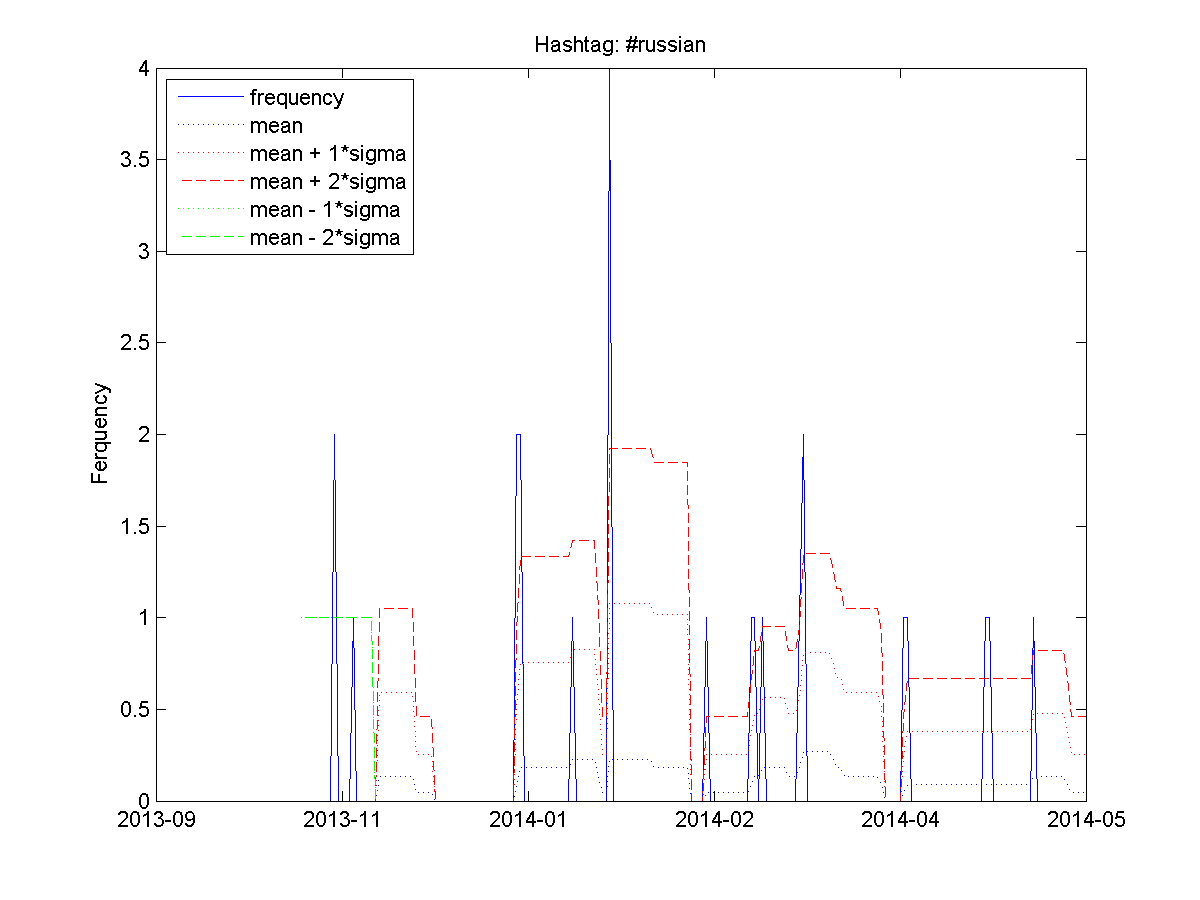 Hashtag: #russian
4
3.5
3
2.5
2
1.5
1
0.5
0
Ferquency
frequency
mean
mean + 1*sigma
mean + 2*sigma
mean - 1*sigma
mean - 2*sigma
2013-09 2013-11 2014-01 2014-02 2014-04 2014-05